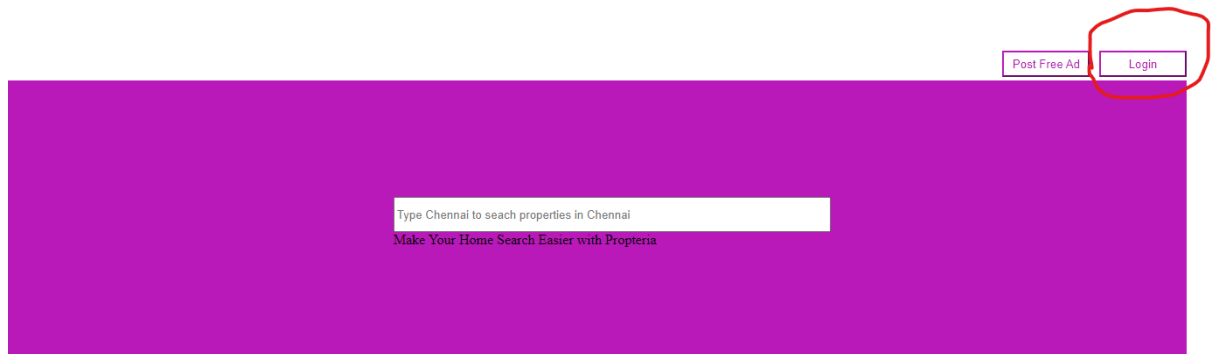 Post Free Ad Login
Type Chennai to seach properties in Chennai
Make Your Home Search Easier with Propteria